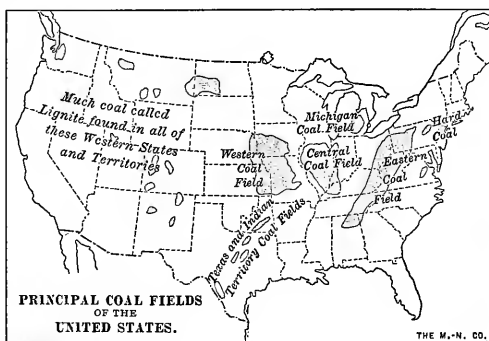 Much coal called
Lignite found in all of
these Western States
and Territories
Michigan
Coal Field
Hard
Coal
Western
Coal
Field
Central
Coal Field
Eastern
Coal
Field
Texas and Indian
Territory Coal Fields
PRINCIPAL COAL FIELDS
OF THE
UNITED STATES.
THE M.-N. CO.